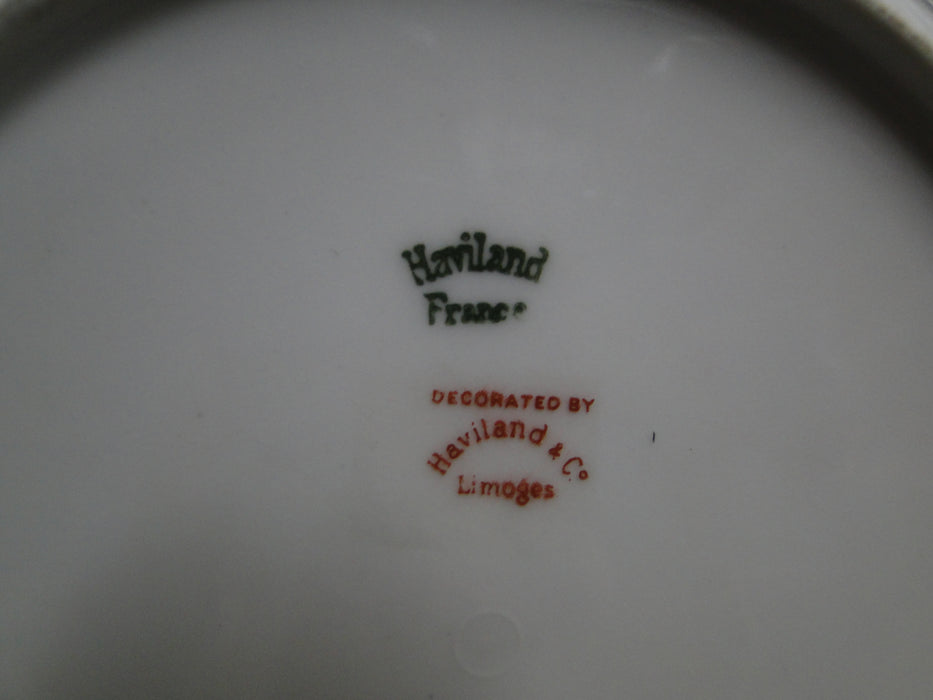 Haviland
France
DECORATED BY
Haviland & Co
Limoges